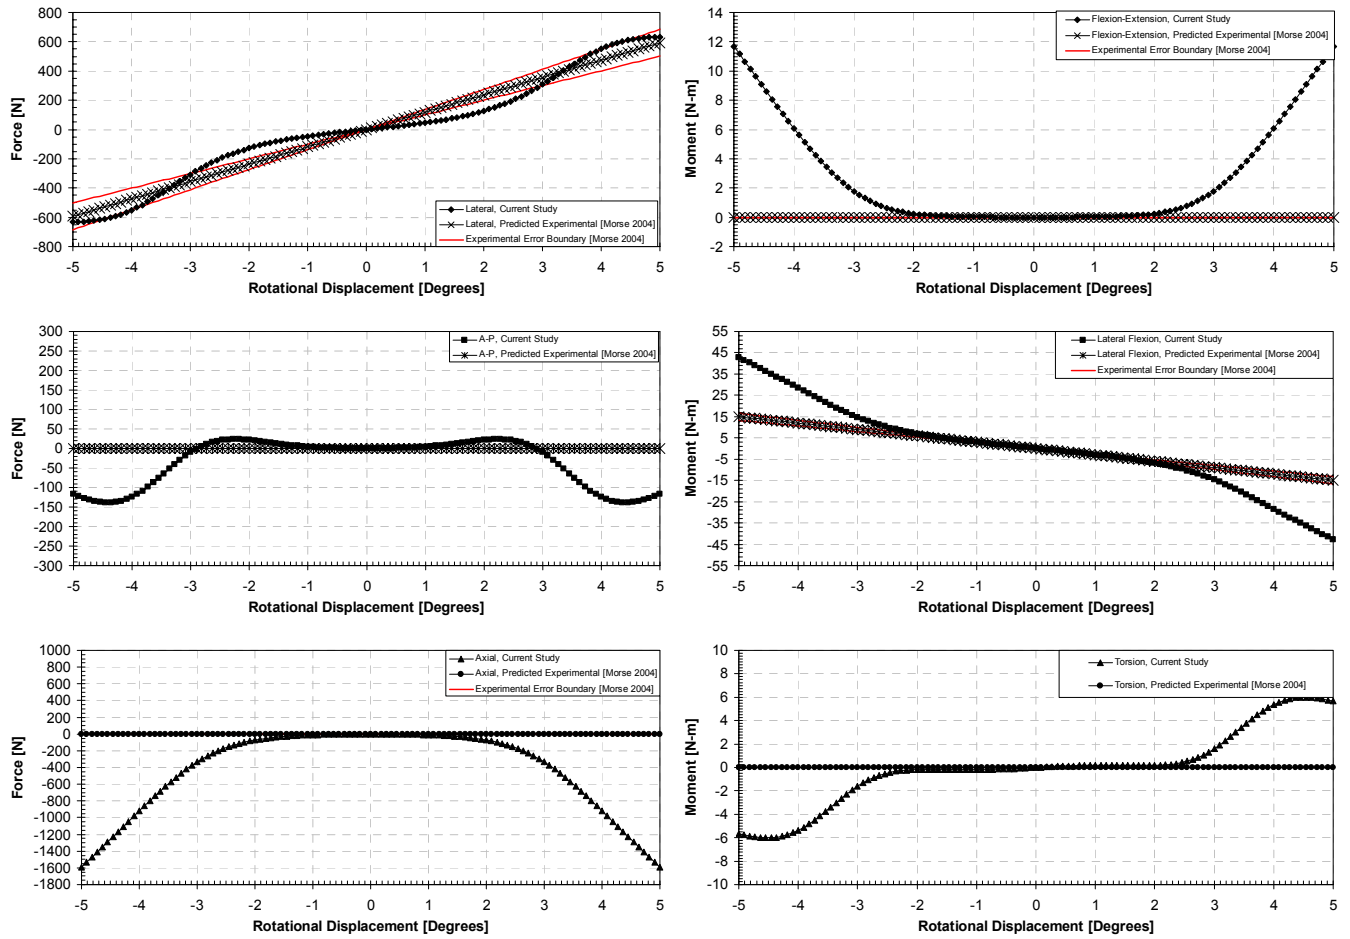 800
600
400
200
0
-200
-400
-600
-800
Force [N]
Lateral, Current Study
Lateral, Predicted Experimental [Morse 2004]
Experimental Error Boundary [Morse 2004]
-5 -4 -3 -2 -1 0 1 2 3 4 5
Rotational Displacement [Degrees]
14
12
10
8
6
4
2
0
-2
Moment [N-m]
Flexion-Extension, Current Study
Flexion-Extension, Predicted Experimental [Morse 2004]
Experimental Error Boundary [Morse 2004]
-5 -4 -3 -2 -1 0 1 2 3 4 5
Rotational Displacement [Degrees]
300
250
200
150
100
50
0
-50
-100
-150
-200
-250
-300
Force [N]
A-P, Current Study
A-P, Predicted Experimental [Morse 2004]
-5 -4 -3 -2 -1 0 1 2 3 4 5
Rotational Displacement [Degrees]
55
45
35
25
15
5
-5
-15
-25
-35
-45
-55
Moment [N-m]
Lateral Flexion, Current Study
Lateral Flexion, Predicted Experimental [Morse 2004]
Experimental Error Boundary [Morse 2004]
-5 -4 -3 -2 -1 0 1 2 3 4 5
Rotational Displacement [Degrees]
1000
800
600
400
200
0
-200
-400
-600
-800
-1000
-1200
-1400
-1600
-1800
Force [N]
Axial, Current Study
Axial, Predicted Experimental [Morse 2004]
Experimental Error Boundary [Morse 2004]
-5 -4 -3 -2 -1 0 1 2 3 4 5
Rotational Displacement [Degrees]
10
8
6
4
2
0
-2
-4
-6
-8
-10
Moment [N-m]
Torsion, Current Study
Torsion, Predicted Experimental [Morse 2004]
-5 -4 -3 -2 -1 0 1 2 3 4 5
Rotational Displacement [Degrees]